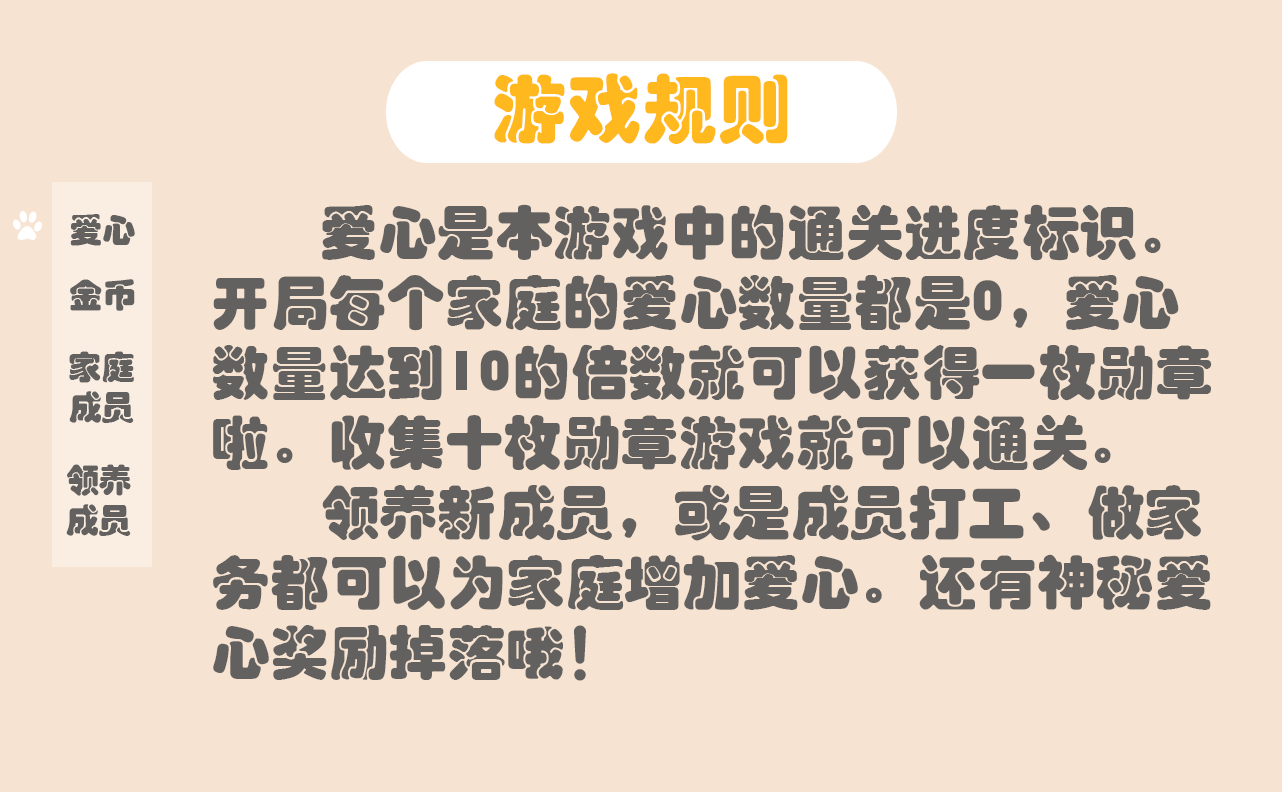 游戏规则
爱心
金币
家庭
成员
领养
成员
爱心是本游戏中的通关进度标识。
开局每个家庭的爱心数量都是0，爱心
数量达到10的倍数就可以获得一枚勋章
啦。收集十枚勋章游戏就可以通关。
领养新成员，或是成员打工、做家
务都可以为家庭增加爱心。还有神秘爱
心奖励掉落哦！